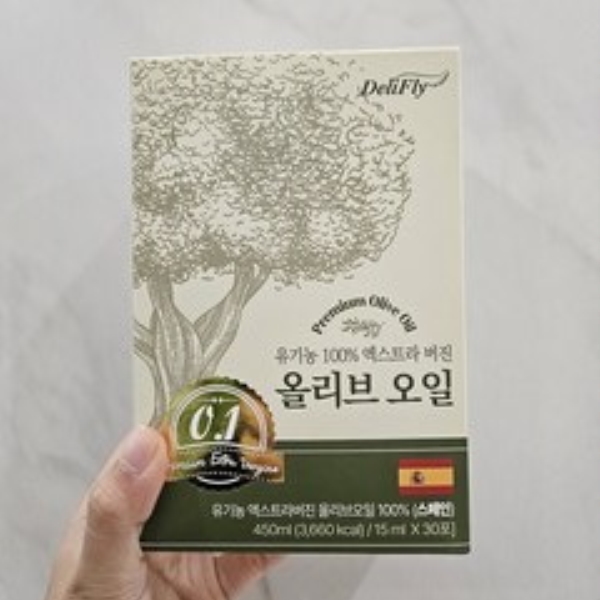 DeliFly
Premium Olive Oil
유기농 100% 엑스트라 버진
올리브 오일
0.1
유기농 엑스트라버진 올리브오일 100% (스페인)
450ml (3,660 kcal) / 15 ml X 30포]